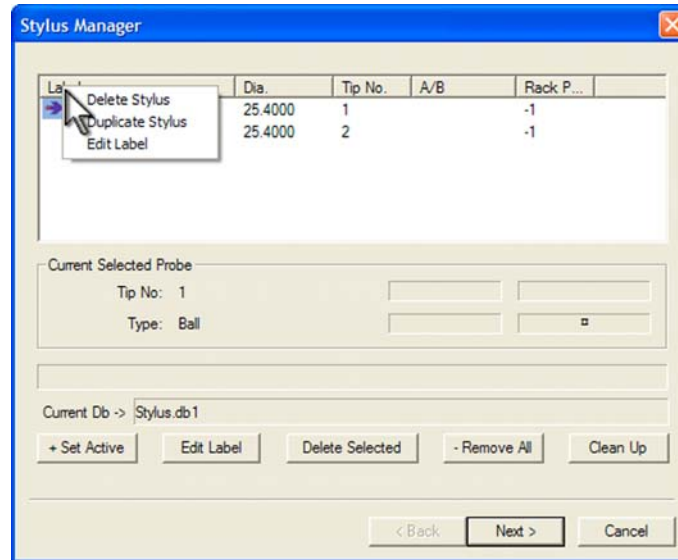 Stylus Manager
Dia. Tip No. A/B Rack P...
Delete Stylus
25.4000 1 -1
Duplicate Stylus
25.4000 2 -1
Edit Label
Current Selected Probe
Tip No: 1
Type: Ball
¤
Current Db -> Stylus.db1
+ Set Active Edit Label Delete Selected - Remove All Clean Up
< Back Next > Cancel